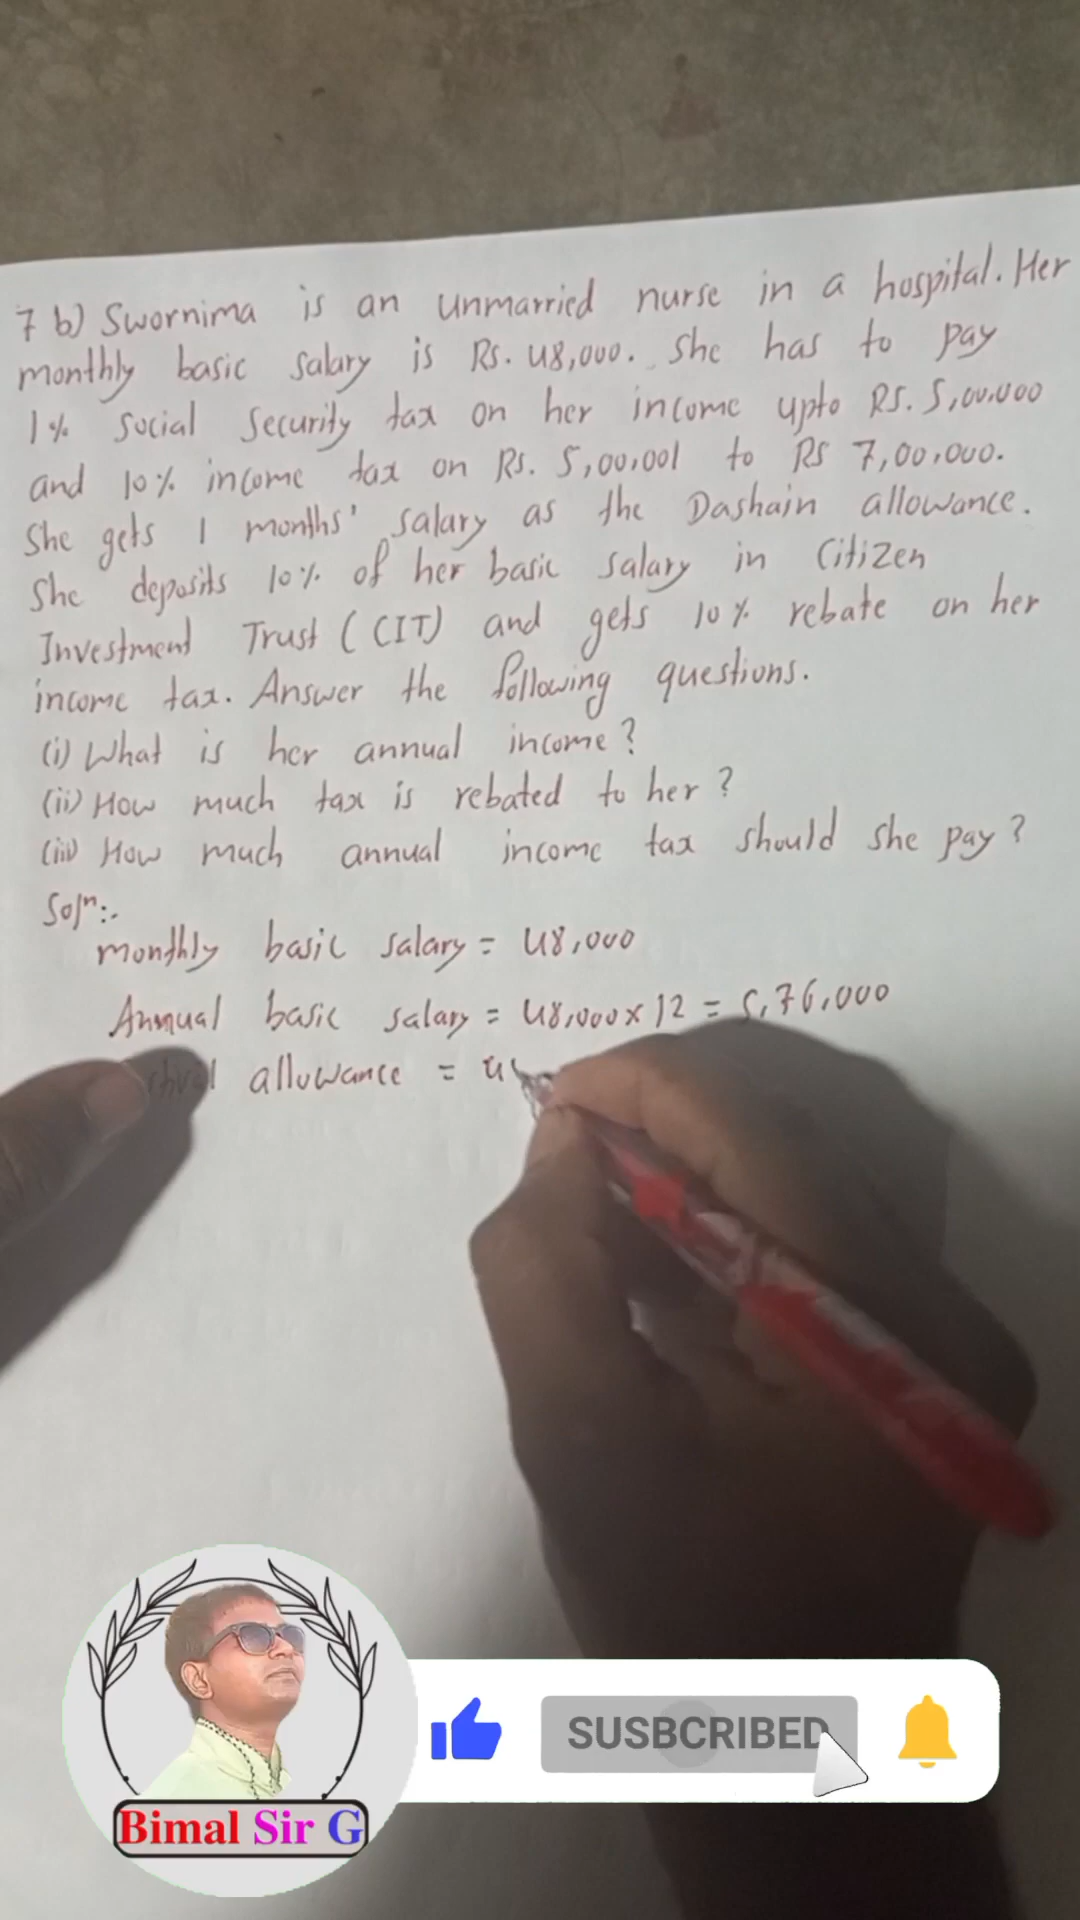 7 b) Swornima is an unmarried nurse in a hospital. Her
monthly basic salary is Rs. 48,000. She has to pay
1% social security tax on her income upto Rs. 5,00,000
and 10% income tax on Rs. 5,00,001 to Rs 7,00,000.
She gets 1 months' salary as the Dashain allowance.
She deposits 10% of her basic salary in Citizen
Investment Trust (CIT) and gets 10% rebate on her
income tax. Answer the following questions.
(i) What is her annual income?
(ii) How much tax is rebated to her?
(iii) How much annual income tax should she pay?
Soln:-
monthly basic salary = 48,000
Annual basic salary = 48,000 x 12 = 5,76,000
allowance = 4
SUSBCRIBED
Bimal Sir G